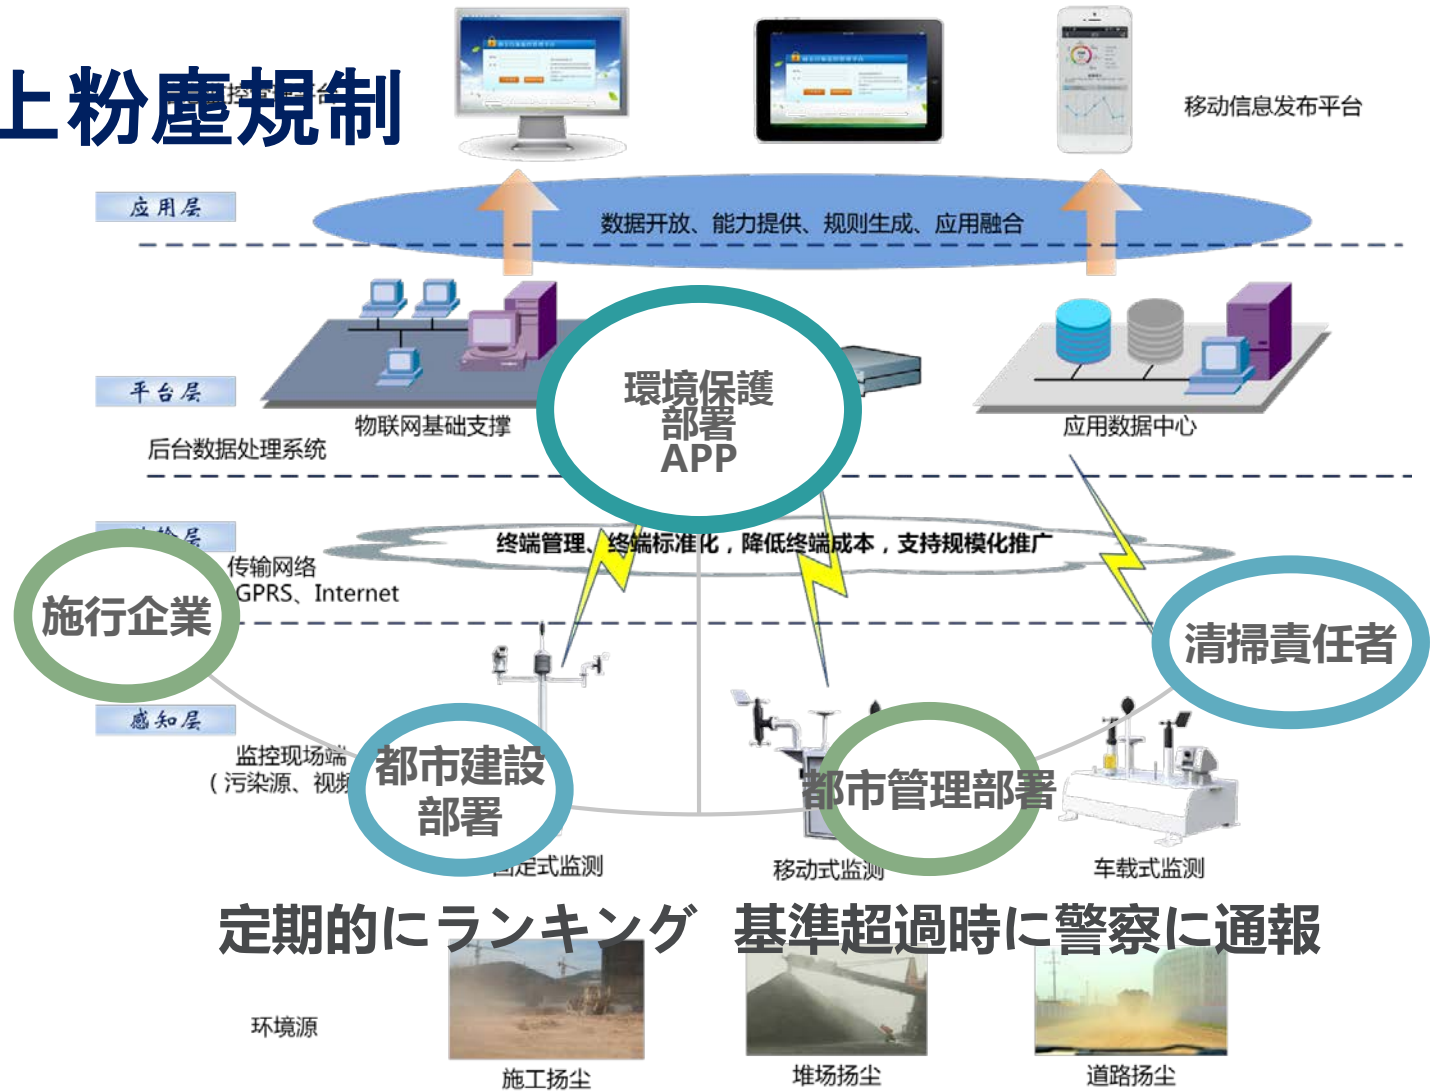 上粉塵規制
移动信息发布平台
应用层
数据开放、能力提供、规则生成、应用融合
平台层
物联网基础支撑
环境保護
部署
APP
应用数据中心
后台数据处理系统
终端管理、终端标准化，降低终端成本，支持规模化推广
传输网络
GPRS、Internet
施行企業
清掃責任者
感知层
监控现场端
（污染源、视频
都市建設
部署
都市管理部署
固定式监测
移动式监测
车载式监测
定期的にランキング 基準超過時に警察に通報
环境源
施工扬尘
堆场扬尘
道路扬尘